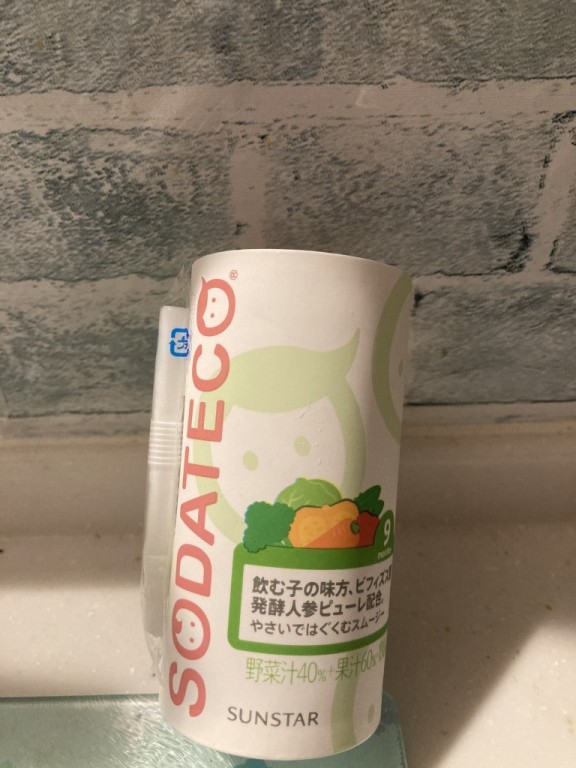 SODATECO®
9
飲む子の味方、ビフィズス
発酵人参ピューレ配合。
やさいではぐくむスムージー
野菜汁40%+果汁60%
SUNSTAR
プラ